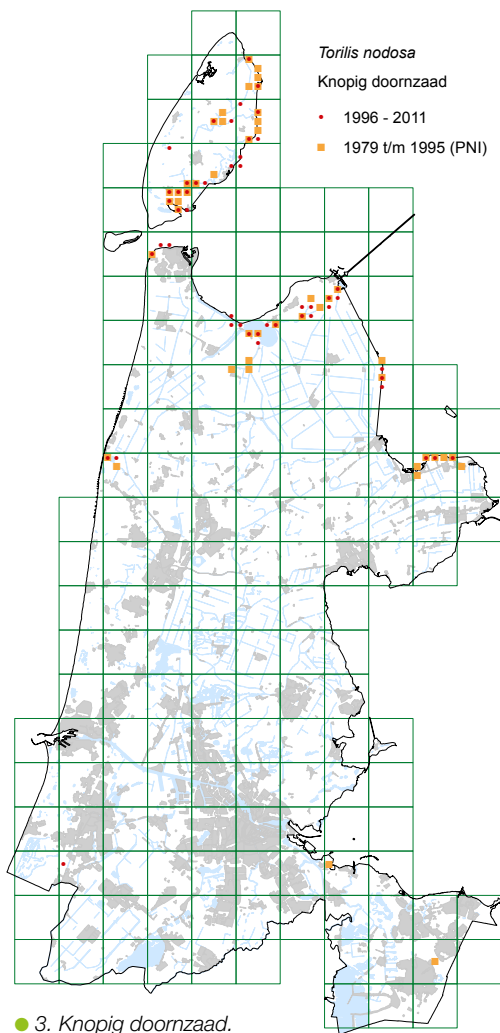 Torilis nodosa
Knopig doornzaad
1996 - 2011
1979 t/m 1995 (PNI)
3. Knopig doornzaad.